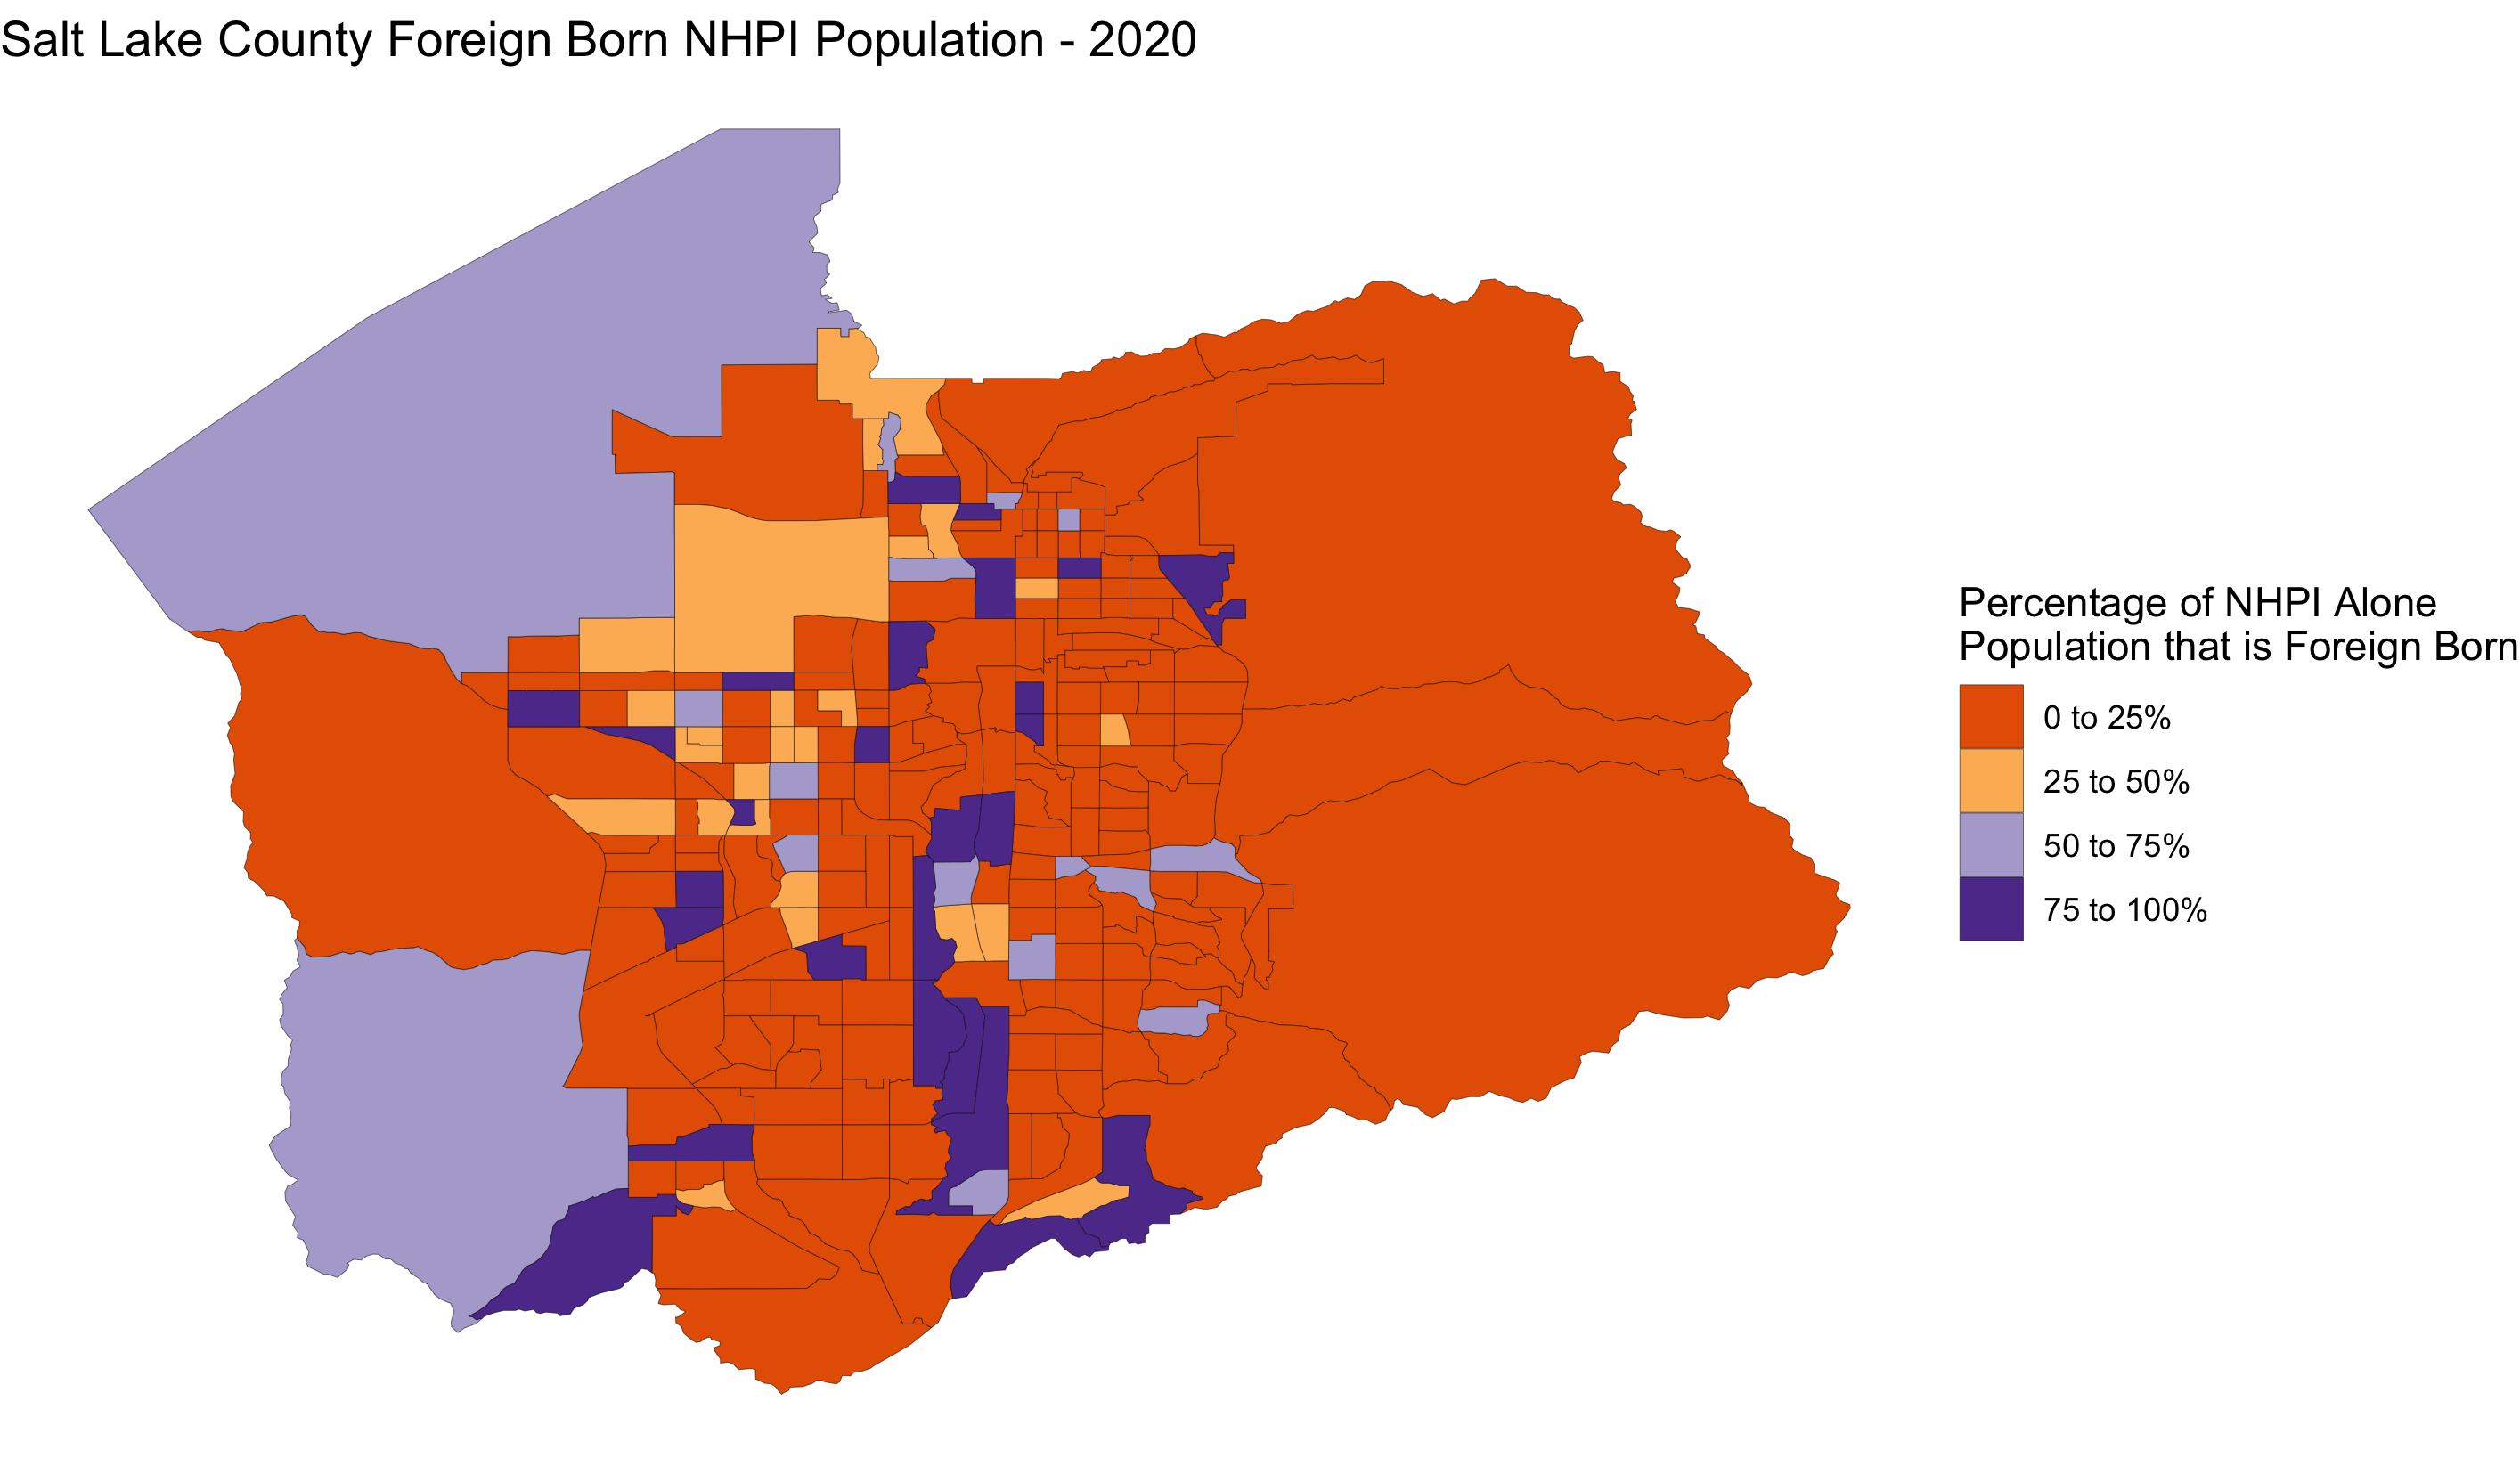 Salt Lake County Foreign Born NHPI Population - 2020
Percentage of NHPI Alone
Population that is Foreign Born
0 to 25%
25 to 50%
50 to 75%
75 to 100%